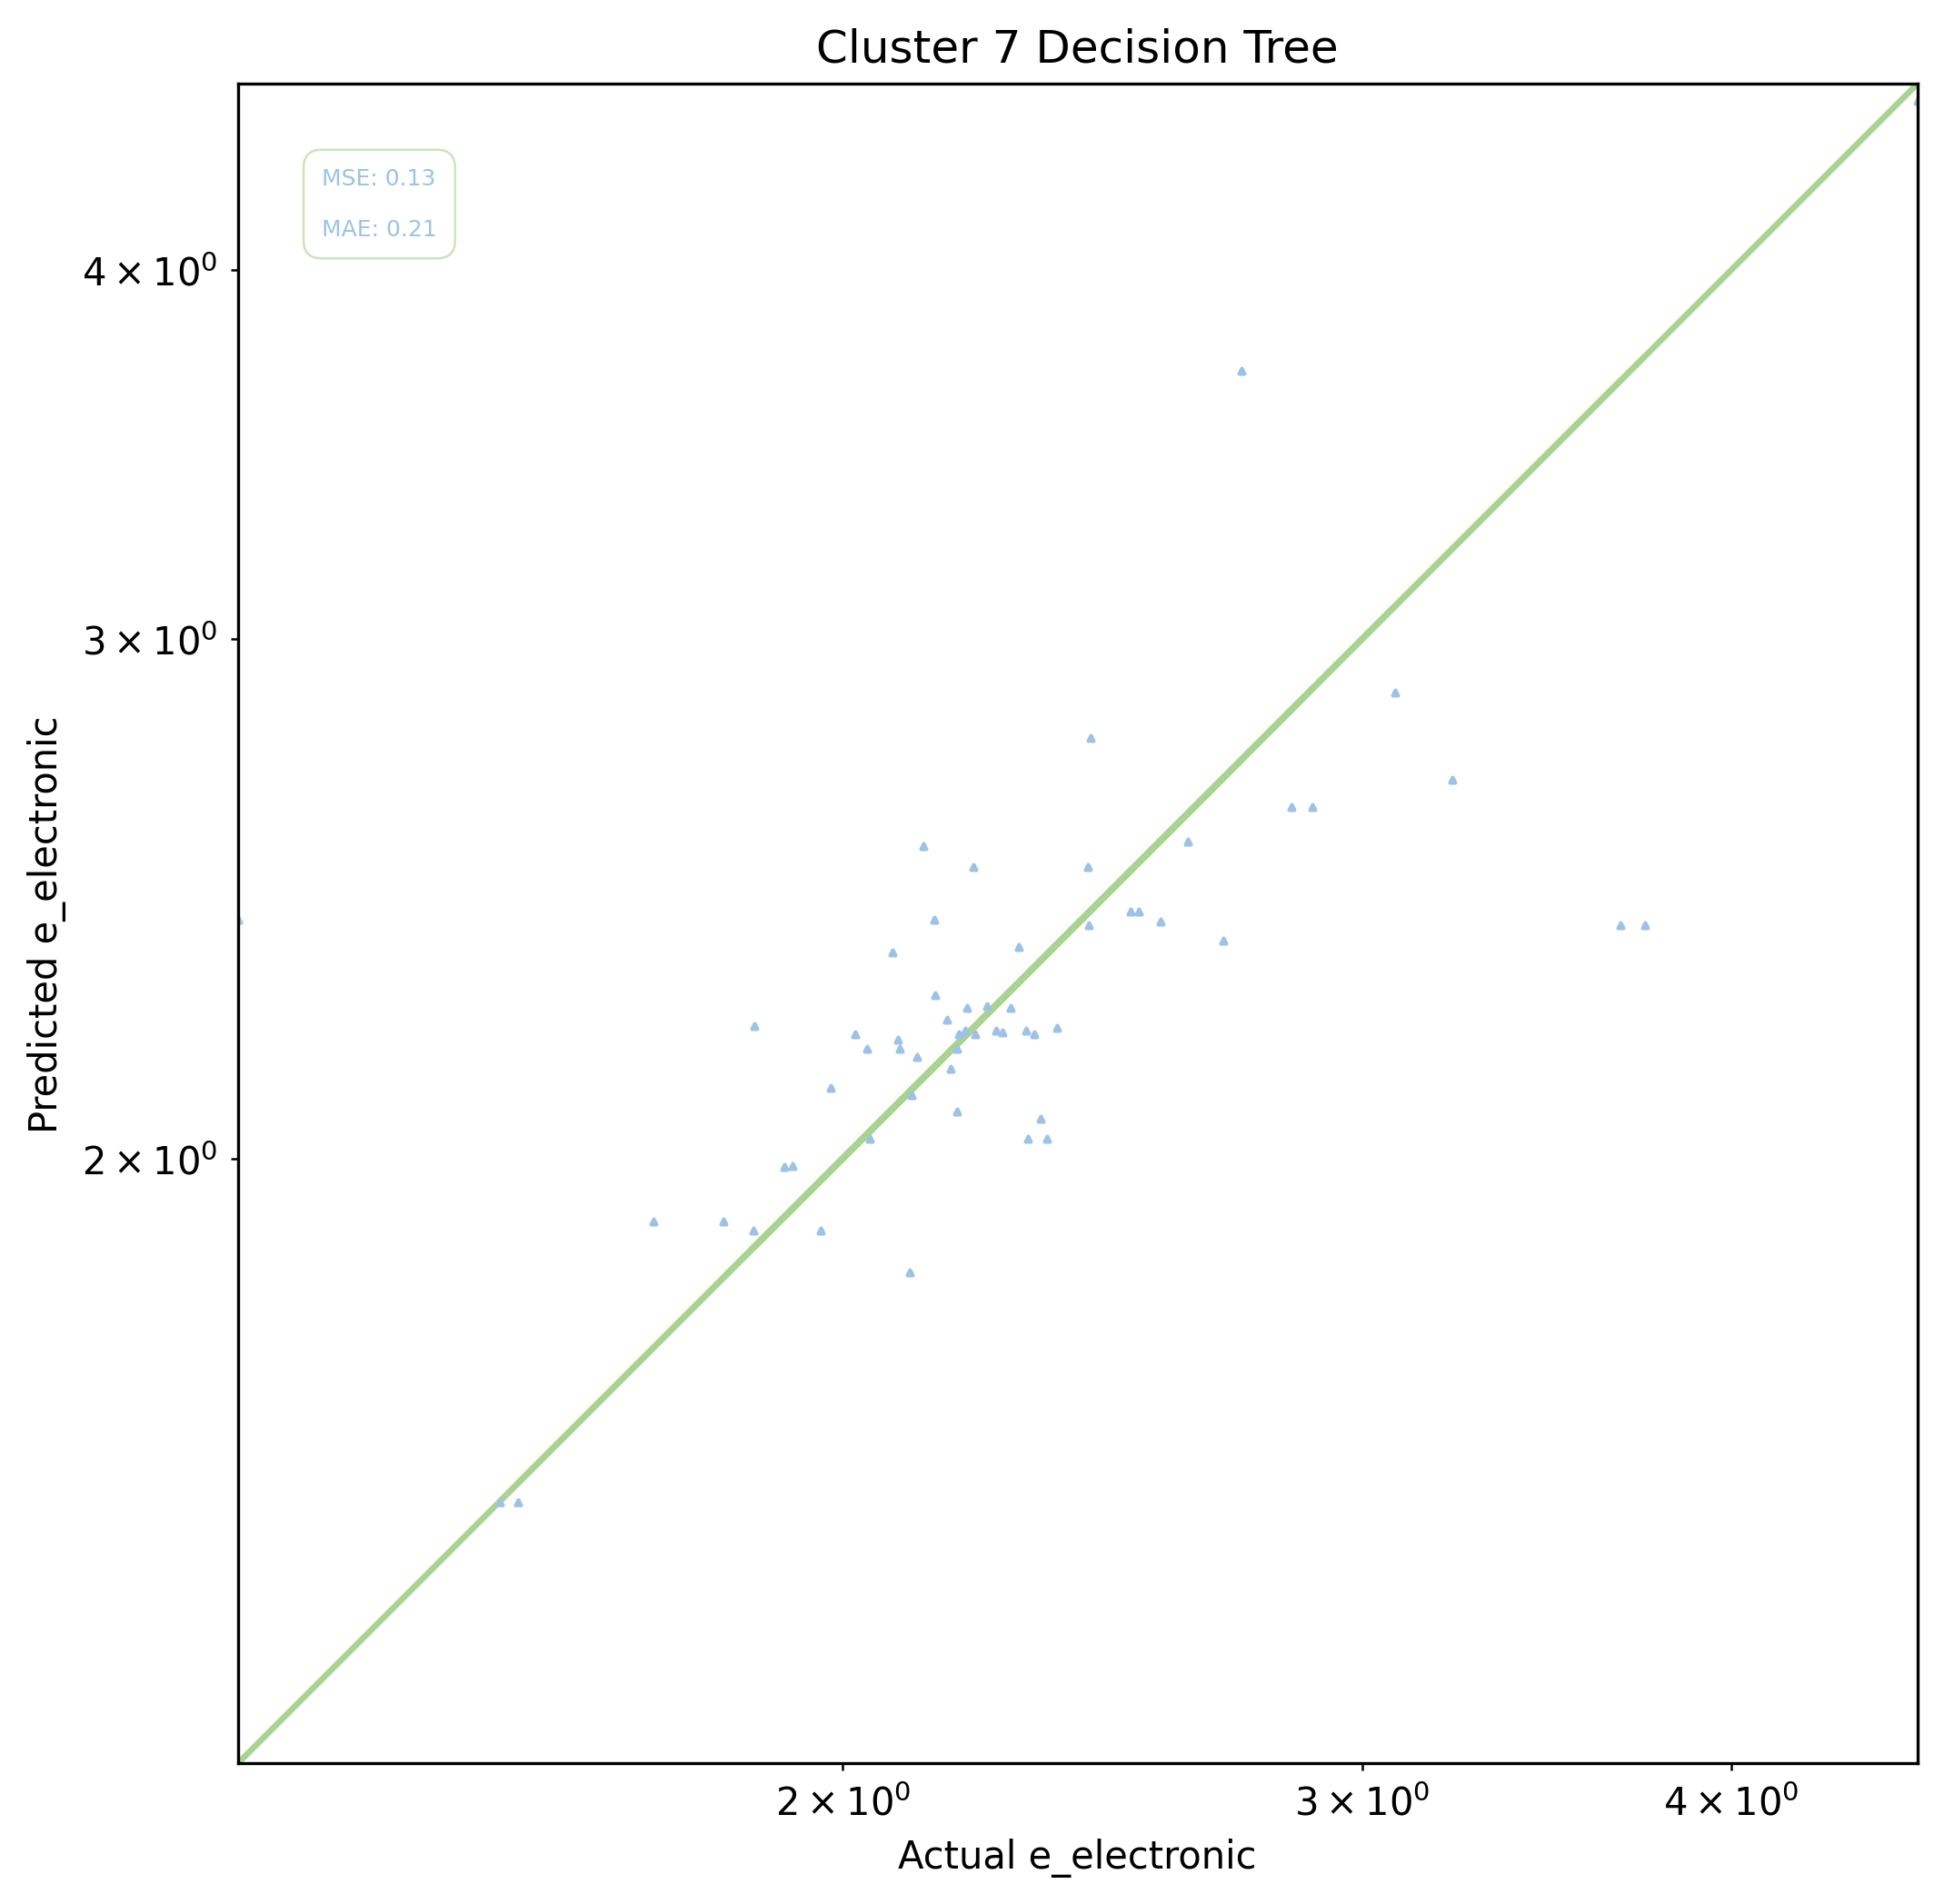 Cluster 7 Decision Tree
MSE: 0.13
MAE: 0.21
4 × 10⁰
3 × 10⁰
2 × 10⁰
Predicted e_electronic
2 × 10⁰
3 × 10⁰
4 × 10⁰
Actual e_electronic